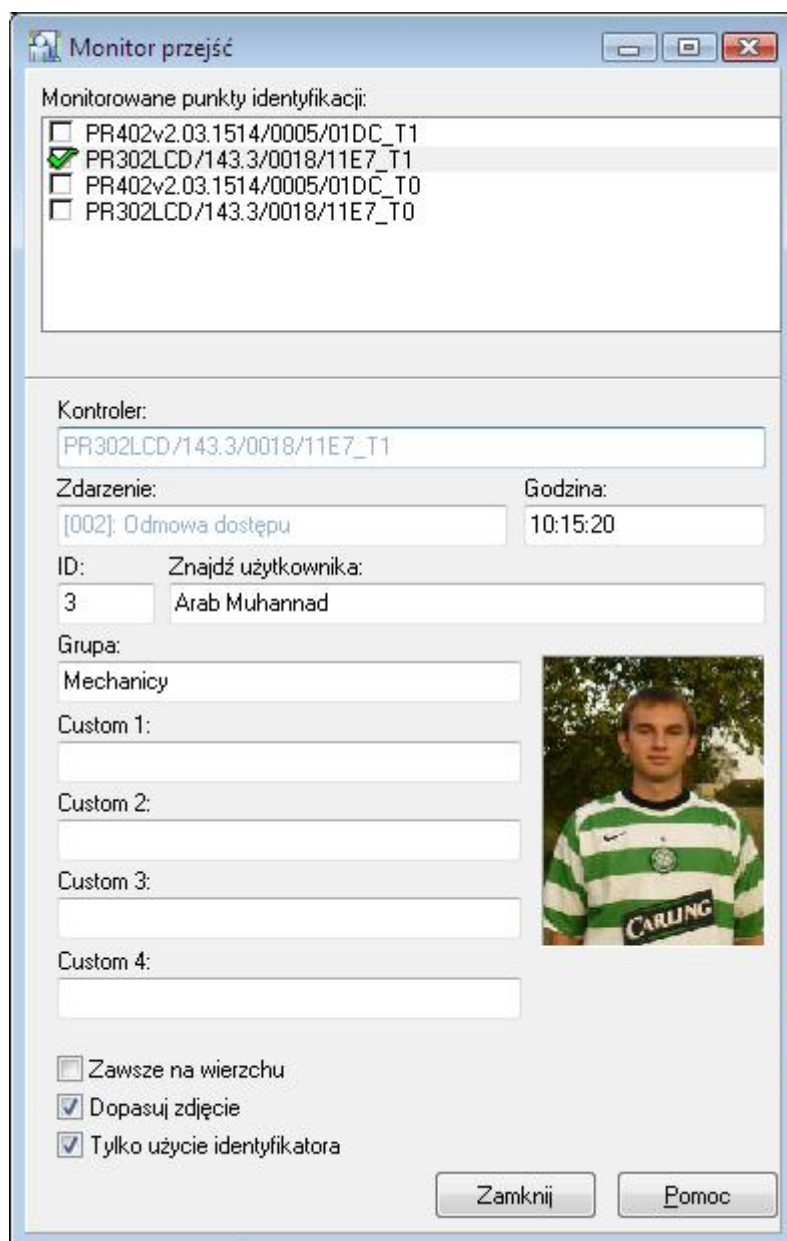 Monitor przejść
Monitorowane punkty identyfikacji:
PR402v2.03.1514/0005/01DC_T1
PR302LCD/143.3/0018/11E7_T1
PR402v2.03.1514/0005/01DC_T0
PR302LCD/143.3/0018/11E7_T0
Kontroler:
PR302LCD/143.3/0018/11E7_T1
Zdarzenie: Godzina:
[002]: Odmowa dostępu 10:15:20
ID: Znajdź użytkownika:
3 Arab Muhannad
Grupa:
Mechanicy
Custom 1:
Custom 2:
Custom 3:
CARLING
Custom 4:
Zawsze na wierzchu
Dopasuj zdjęcie
Tylko użycie identyfikatora
Zamknij Pomoc